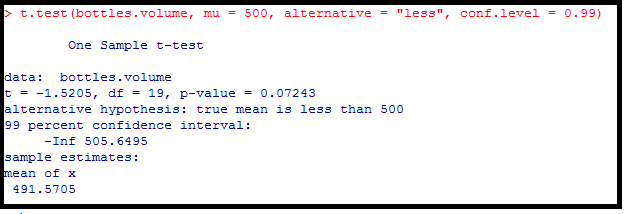 > t.test(bottles.volume, mu = 500, alternative = "less", conf.level = 0.99)
One Sample t-test
data:  bottles.volume
t = -1.5205, df = 19, p-value = 0.07243
alternative hypothesis: true mean is less than 500
99 percent confidence interval:
-Inf 505.6495
sample estimates:
mean of x
491.5705